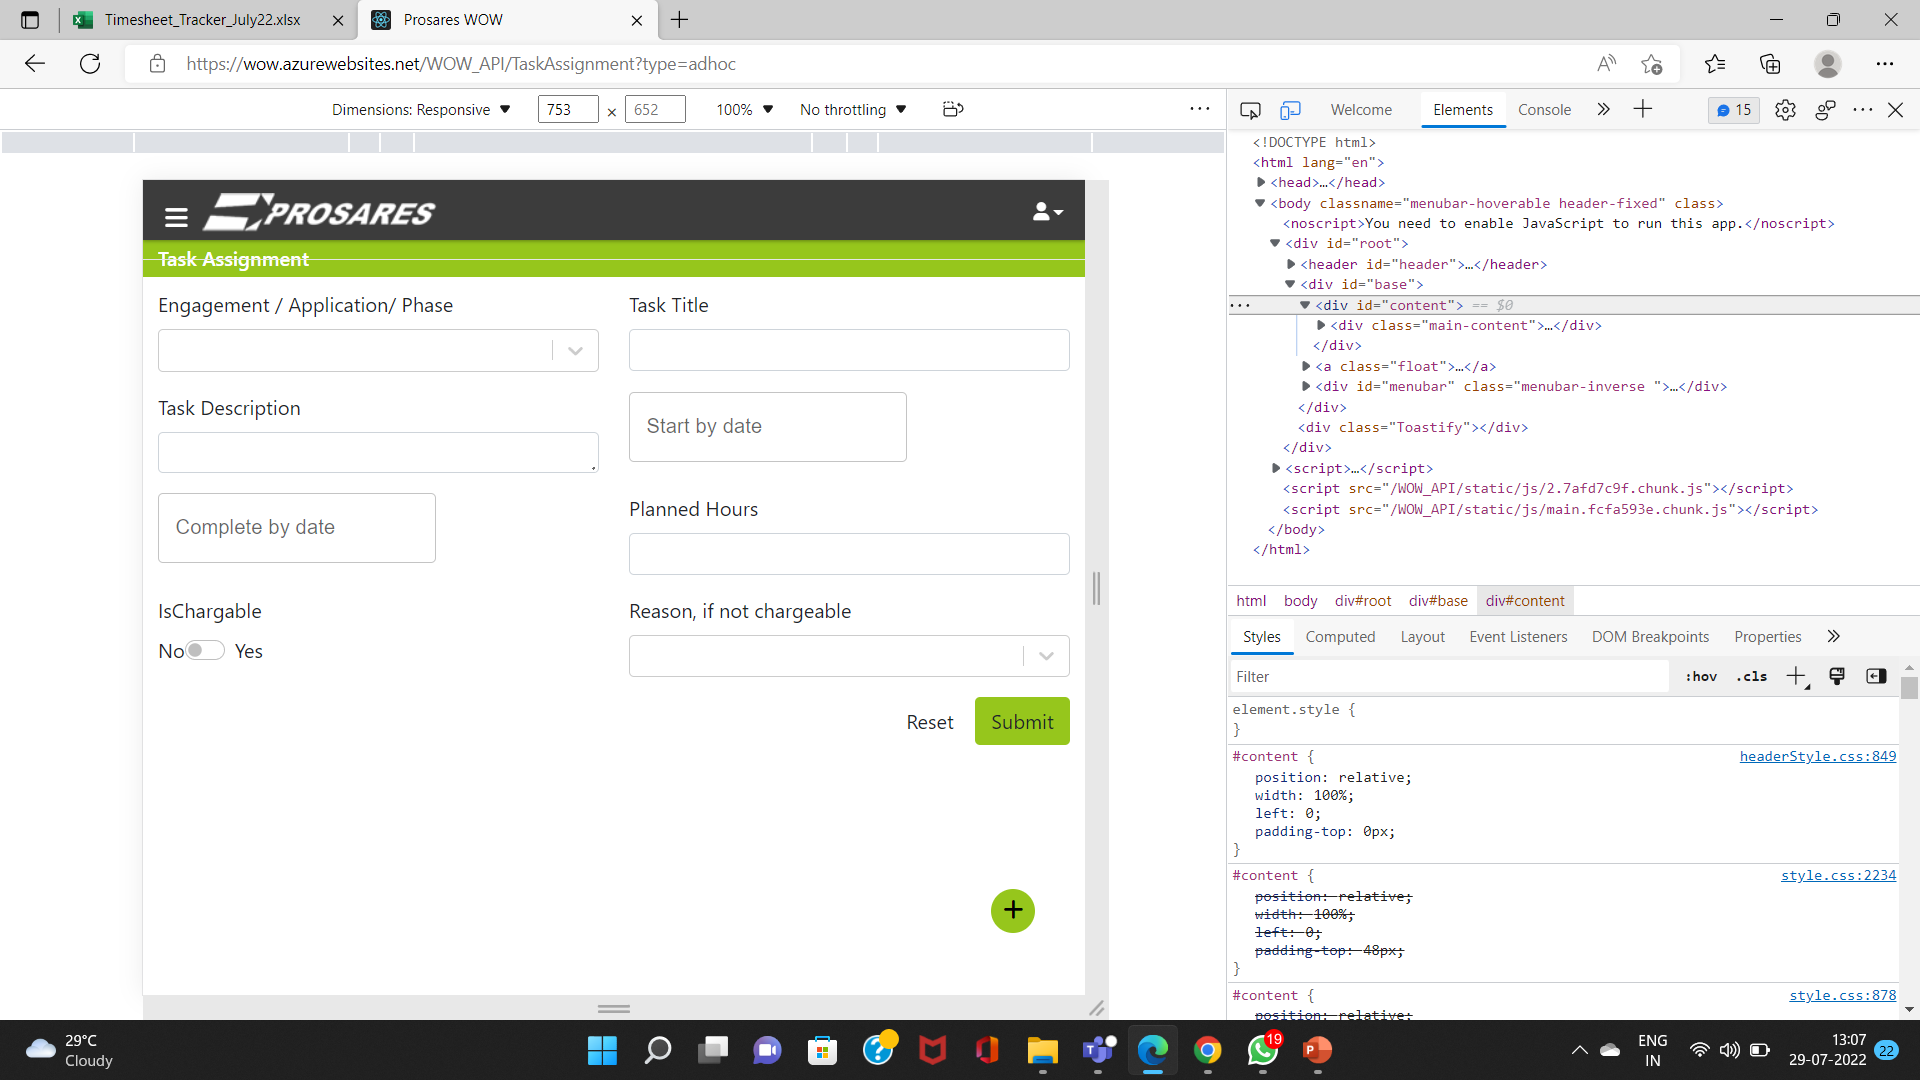 Timesheet_Tracker_July22.xlsx
Prosares WOW
https://wow.azurewebsites.net/WOW_API/TaskAssignment?type=adhoc
Dimensions: Responsive 753 × 652 100% No throttling
Welcome Elements Console 15
PROSARES
Task Assignment
Engagement / Application/ Phase
Task Title
Task Description
Start by date
Complete by date
Planned Hours
IsChargable
No Yes
Reason, if not chargeable
Reset Submit
+
<!DOCTYPE html>
<html lang="en">
<head>…</head>
<body classname="menubar-hoverable header-fixed" class>
<noscript>You need to enable JavaScript to run this app.</noscript>
<div id="root">
<header id="header">…</header>
<div id="base">
<div id="content"> == $0
<div class="main-content">…</div>
</div>
<a class="float">…</a>
<div id="menubar" class="menubar-inverse ">…</div>
</div>
<div class="Toastify"></div>
</div>
<script>…</script>
<script src="/WOW_API/static/js/2.7afd7c9f.chunk.js"></script>
<script src="/WOW_API/static/js/main.fcfa593e.chunk.js"></script>
</body>
</html>
html body div#root div#base div#content
Styles Computed Layout Event Listeners DOM Breakpoints Properties
Filter :hov .cls
element.style {
}
#content { headerStyle.css:849
position: relative;
width: 100%;
left: 0;
padding-top: 0px;
}
#content { style.css:2234
position: relative;
width: 100%;
left: 0;
padding-top: 48px;
}
#content { style.css:878
position: relative;
29°C
Cloudy
19
ENG
IN
13:07
29-07-2022
22